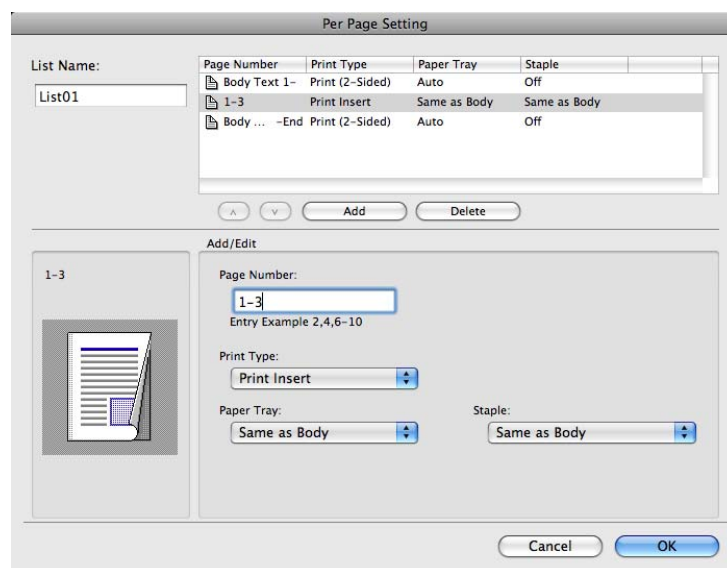 Per Page Setting
List Name:
List01
Page Number Print Type Paper Tray Staple
Body Text 1- Print (2-Sided) Auto Off
1-3 Print Insert Same as Body Same as Body
Body ... -End Print (2-Sided) Auto Off
Add Delete
Add/Edit
1-3
Page Number:
1-3
Entry Example 2,4,6-10
Print Type:
Print Insert
Paper Tray: Staple:
Same as Body Same as Body
Cancel OK